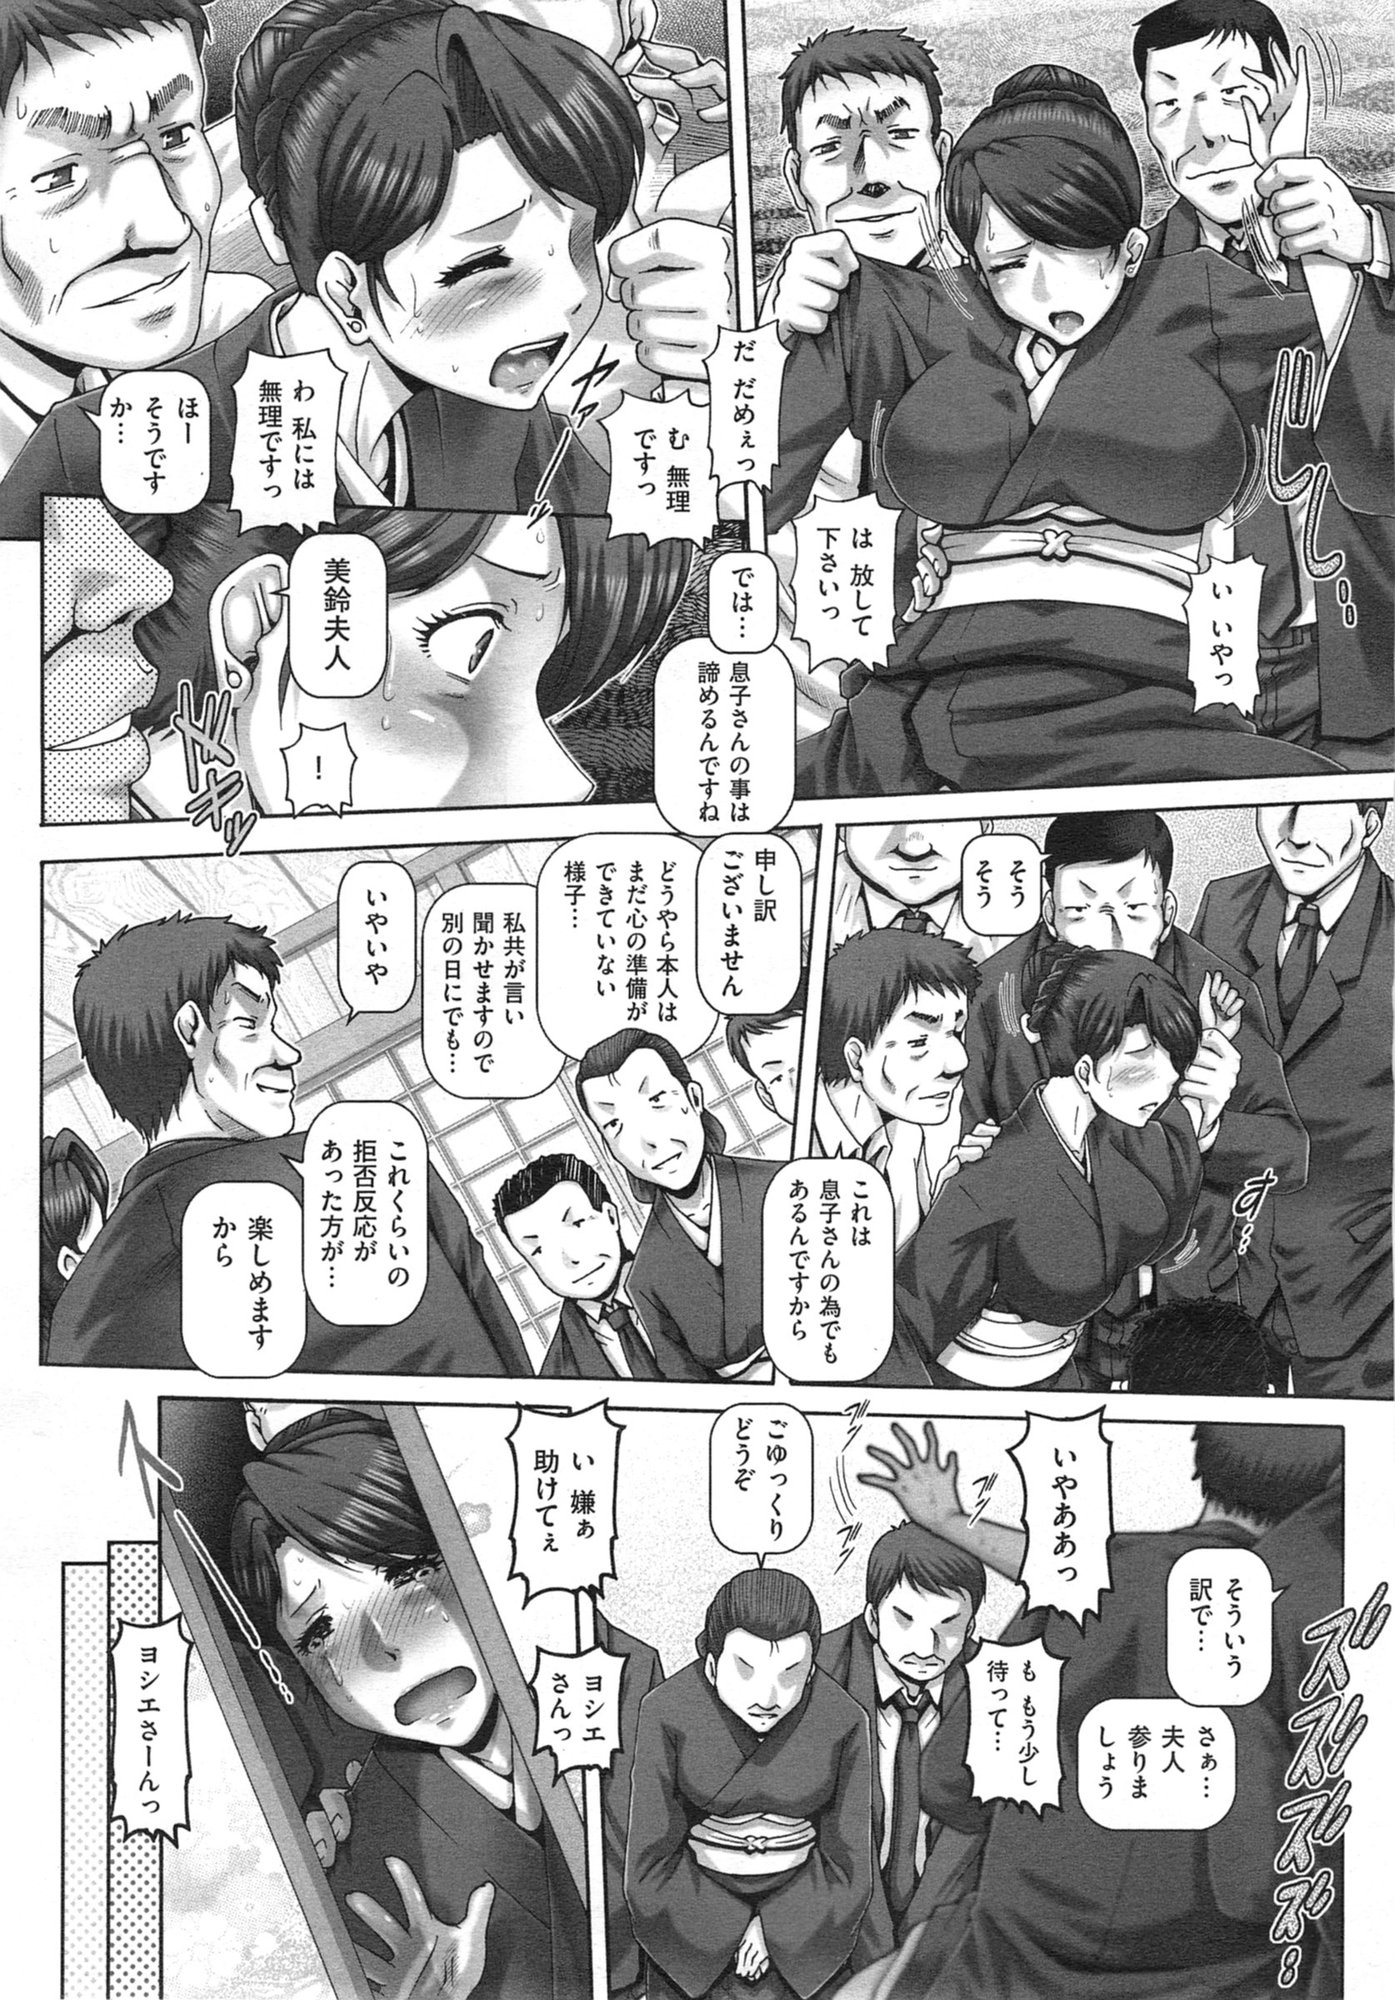 い いやっ
は 放して
下さいっ
だ だめぇっ
む 無理
ですっ
わ 私には
無理ですっ
ほー
そうです
か…
美鈴夫人
！
では…
息子さんの事は
諦めるんですね
そう
そう
これは
息子さんの為でも
あるんですから
申し訳
ございません
どうやら本人は
まだ心の準備が
できていない
様子…
私共が言い
聞かせますので
別の日にでも…
いやいや
これくらいの
拒否反応が
あった方が…
楽しめます
から
そういう
訳で…
さぁ…
夫人
参りま
しょう
いやああっ
も もう少し
待って…
ごゆっくり
どうぞ
い 嫌ぁ
助けてぇ
ヨシエ
さんっ
ヨシエさーんっ